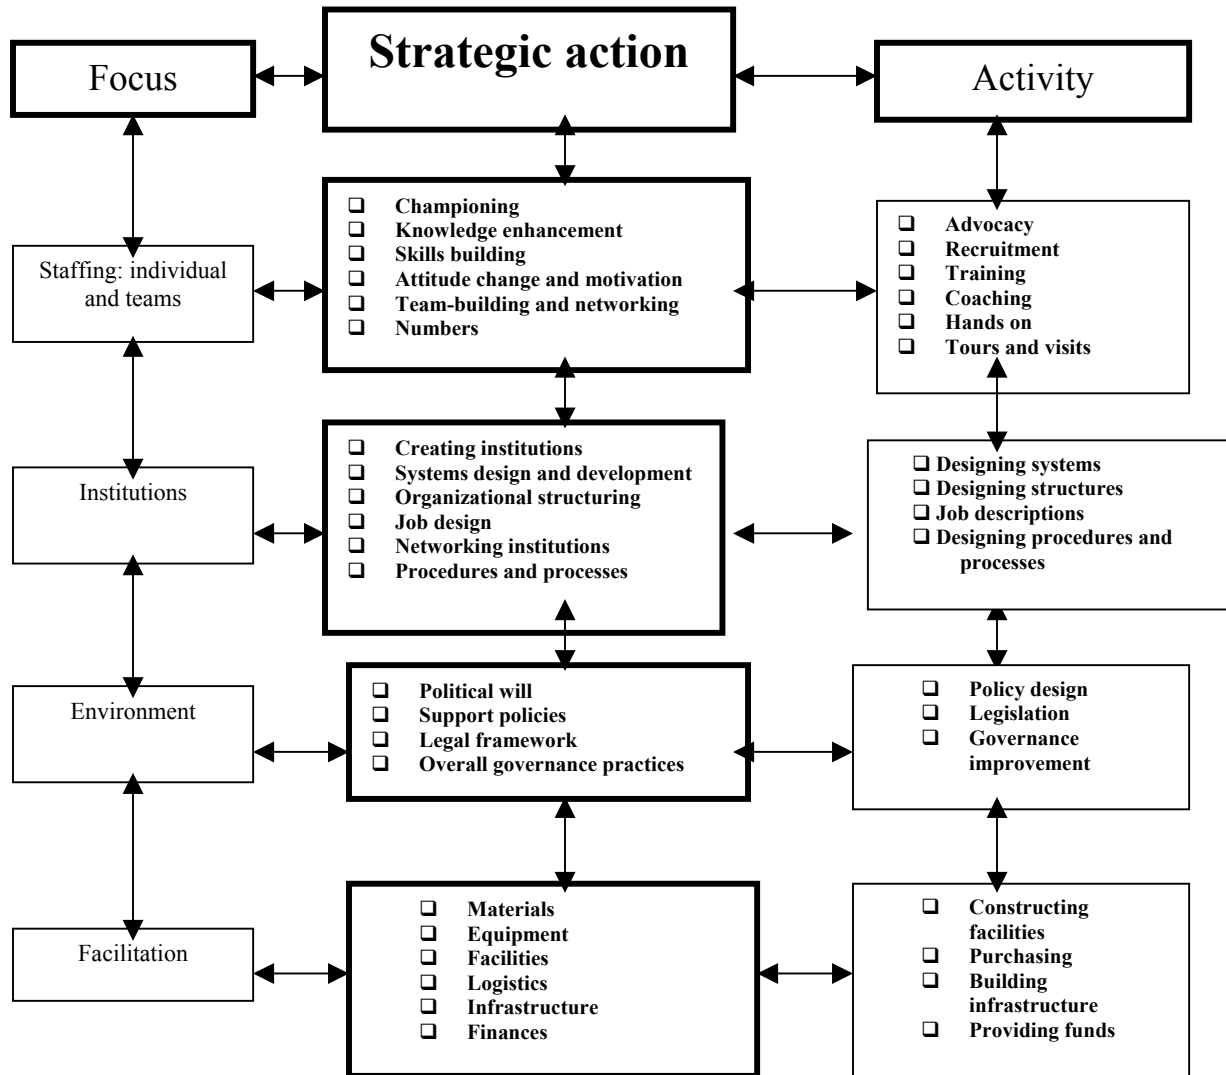 Focus
Strategic action
Activity
Staffing: individual
and teams
❑ Championing
❑ Knowledge enhancement
❑ Skills building
❑ Attitude change and motivation
❑ Team-building and networking
❑ Numbers
❑ Advocacy
❑ Recruitment
❑ Training
❑ Coaching
❑ Hands on
❑ Tours and visits
Institutions
❑ Creating institutions
❑ Systems design and development
❑ Organizational structuring
❑ Job design
❑ Networking institutions
❑ Procedures and processes
❑ Designing systems
❑ Designing structures
❑ Job descriptions
❑ Designing procedures and
processes
Environment
❑ Political will
❑ Support policies
❑ Legal framework
❑ Overall governance practices
❑ Policy design
❑ Legislation
❑ Governance
improvement
Facilitation
❑ Materials
❑ Equipment
❑ Facilities
❑ Logistics
❑ Infrastructure
❑ Finances
❑ Constructing
facilities
❑ Purchasing
❑ Building
infrastructure
❑ Providing funds